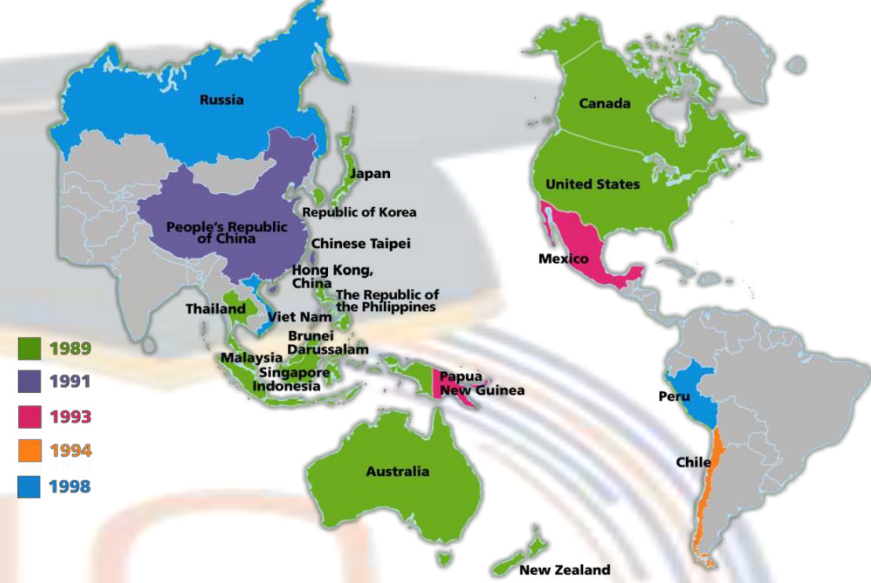 Russia
Canada
Japan
United States
Republic of Korea
People's Republic
of China
Chinese Taipei
Mexico
Hong Kong,
China
The Republic of
the Philippines
Thailand
Viet Nam
Brunei
Darussalam
Malaysia
Singapore
Indonesia
Papua
New Guinea
Peru
Chile
Australia
New Zealand
1989
1991
1993
1994
1998